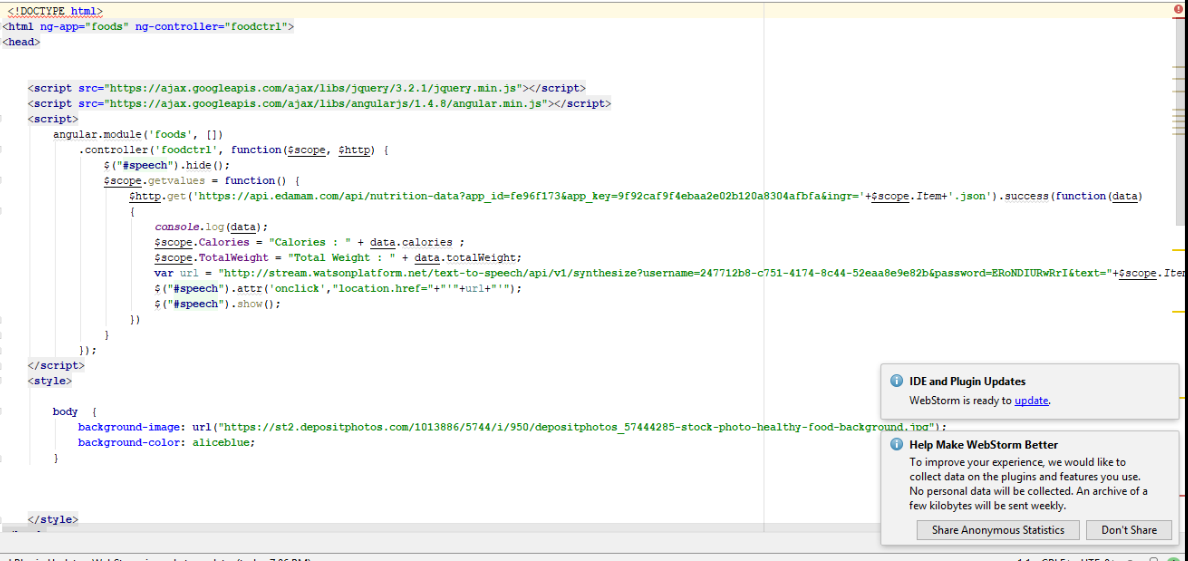 <!DOCTYPE html>
<html ng-app="foods" ng-controller="foodctrl">
<head>
<script src="https://ajax.googleapis.com/ajax/libs/jquery/3.2.1/jquery.min.js"></script>
<script src="https://ajax.googleapis.com/ajax/libs/angularjs/1.4.8/angular.min.js"></script>
<script>
angular.module('foods', [])
.controller('foodctrl', function($scope, $http) {
$("#speech").hide();
$scope.getvalues = function() {
$http.get('https://api.edamam.com/api/nutrition-data?app_id=fe96f173&app_key=9f92caf9f4ebaa2e02b120a8304afbfa&ingr='+$scope.Item+'.json').success(function(data)
{
console.log(data);
$scope.Calories = "Calories : " + data.calories ;
$scope.TotalWeight = "Total Weight : " + data.totalWeight;
var url = "http://stream.watsonplatform.net/text-to-speech/api/v1/synthesize?username=247712b8-c751-4174-8c44-52eaa8e9e82b&password=ERoNDIURwRrI&text="+$scope.Item
$("#speech").attr('onclick',"location.href="+"'"+url+"'");
$("#speech").show();
})
}
});
</script>
<style>
body {
background-image: url("https://st2.depositphotos.com/1013886/5744/i/950/depositphotos_57444285-stock-photo-healthy-food-background.jpg");
background-color: aliceblue;
}
</style>
IDE and Plugin Updates
WebStorm is ready to update.
Help Make WebStorm Better
To improve your experience, we would like to
collect data on the plugins and features you use.
No personal data will be collected. An archive of a
few kilobytes will be sent weekly.
Share Anonymous Statistics
Don't Share